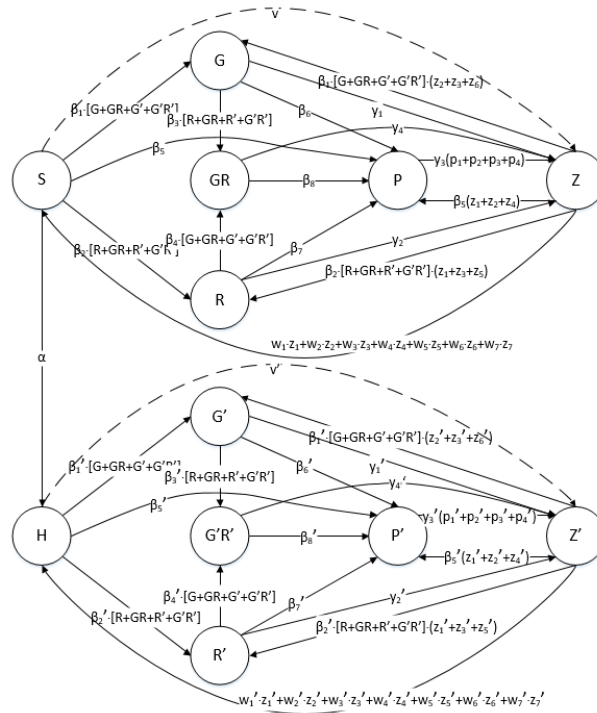 v
G
β₁·[G+GR+G'+G'R']·(z₂+z₃+z₆)
β₁·[G+GR+G'+G'R']
β₃·[R+GR+R'+G'R']
β₆
y₁
y₄
β₅
y₃(p₁+p₂+p₃+p₄)
S
GR
β₈
P
Z
β₅(z₁+z₂+z₄)
β₂·[R+GR+R'+G'R']
β₄·[G+GR+G'+G'R']
β₇
y₂
β₂·[R+GR+R'+G'R']·(z₁+z₃+z₅)
R
w₁·z₁+w₂·z₂+w₃·z₃+w₄·z₄+w₅·z₅+w₆·z₆+w₇·z₇
α
v'
G'
β₁'·[G+GR+G'+G'R']·(z₂'+z₃'+z₆')
β₁'·[G+GR+G'+G'R']
β₃'·[R+GR+R'+G'R']
β₆'
y₁'
y₄'
β₅'
y₃'(p₁'+p₂'+p₃'+p₄')
H
G'R'
β₈'
P'
Z'
β₅'(z₁'+z₂'+z₄')
β₄'·[G+GR+G'+G'R']
β₂'·[R+GR+R'+G'R']
β₇'
y₂'
β₂'·[R+GR+R'+G'R']·(z₁'+z₃'+z₅')
R'
w₁'·z₁'+w₂'·z₂'+w₃'·z₃'+w₄'·z₄'+w₅'·z₅'+w₆'·z₆'+w₇'·z₇'